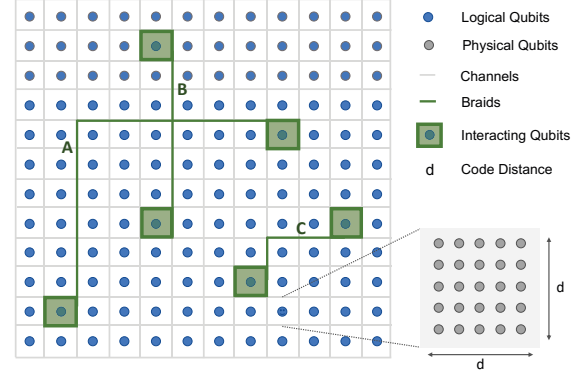 Logical Qubits
Physical Qubits
Channels
Braids
Interacting Qubits
d Code Distance
B
A
C
d
d